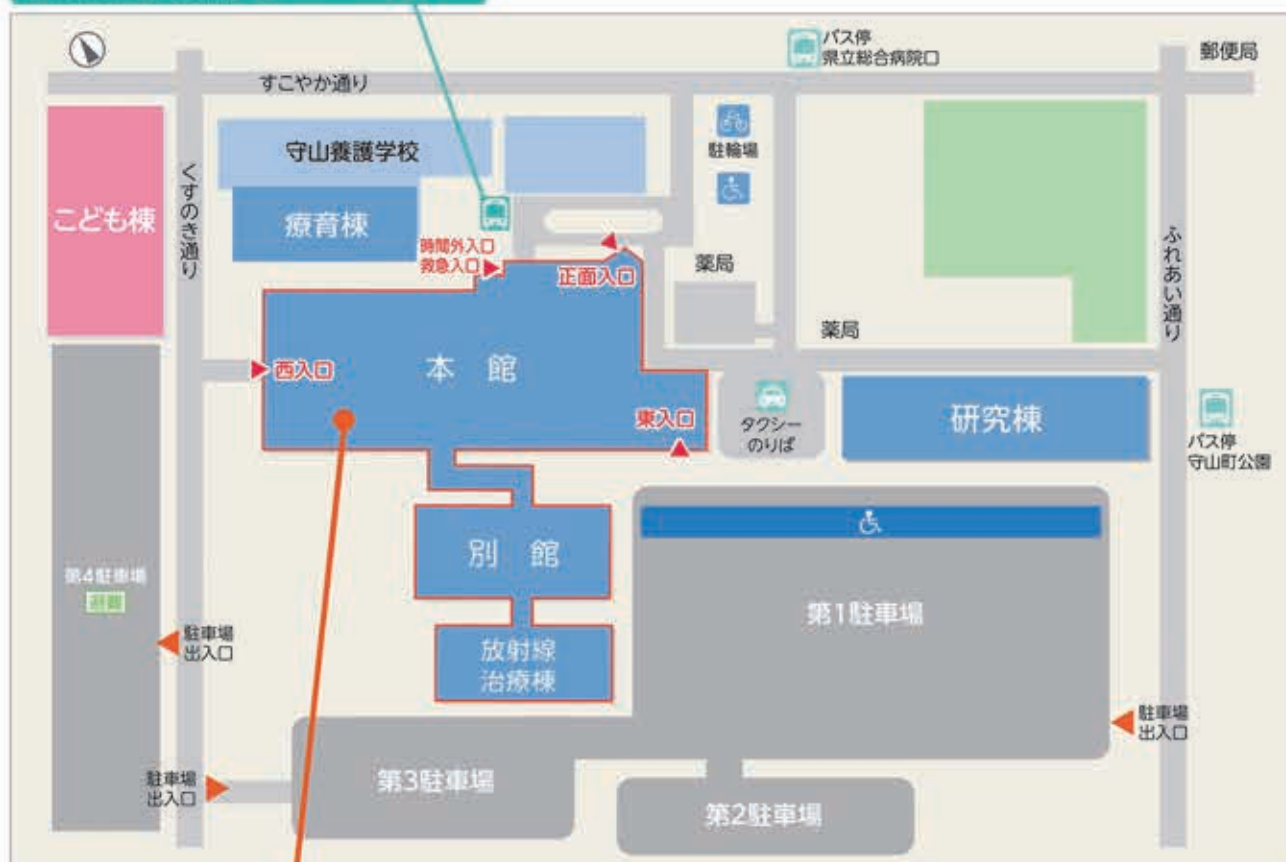 バス停
県立総合病院口
郵便局
すこやか通り
守山養護学校
駐輪場
こども棟
くすのき通り
療育棟
時間外入口
救急入口
正面入口
薬局
ふれあい通り
薬局
西入口
本館
東入口
タクシー
のりば
研究棟
バス停
守山町公園
別館
第4駐車場
第1駐車場
駐車場
出入口
放射線
治療棟
駐車場
出入口
駐車場
出入口
第3駐車場
第2駐車場